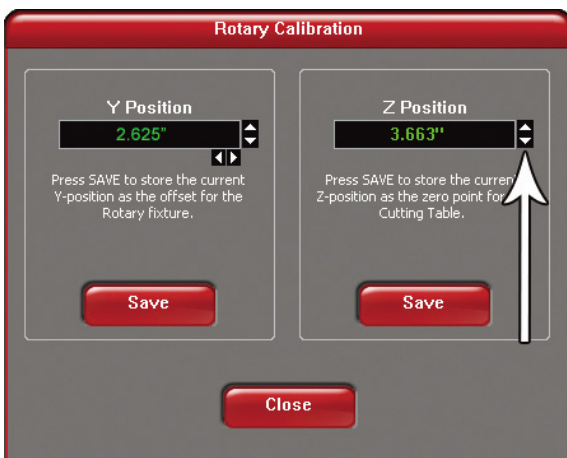 Rotary Calibration
Y Position
2.625"
Press SAVE to store the current
Y-position as the offset for the
Rotary fixture.
Save
Z Position
3.663"
Press SAVE to store the current
Z-position as the zero point for
Cutting Table.
Save
Close